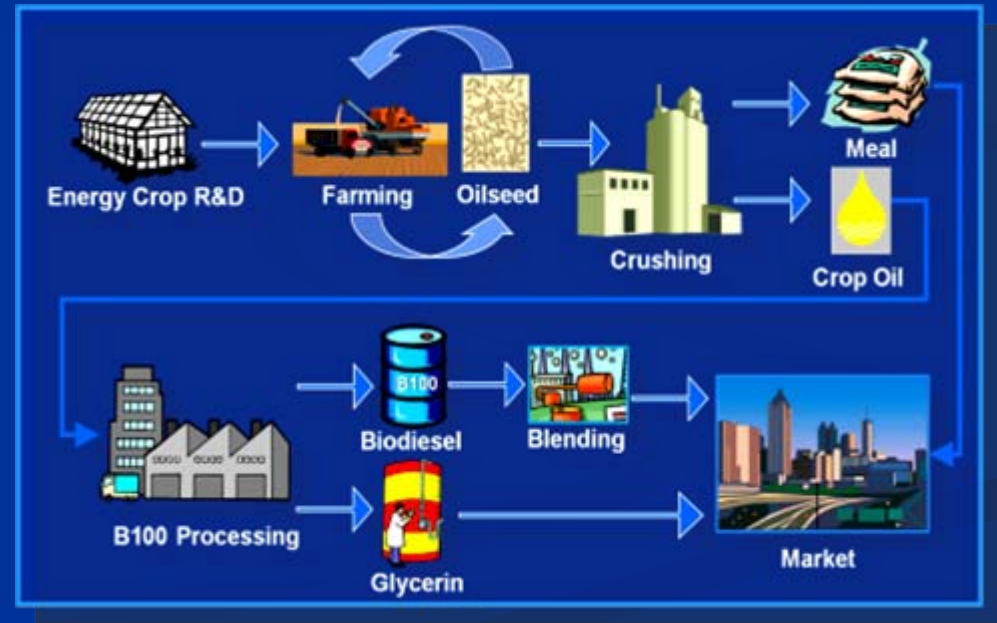 Energy Crop R&D
Farming
Oilseed
Crushing
Meal
Crop Oil
B100 Processing
B100
Biodiesel
Blending
Glycerin
Market